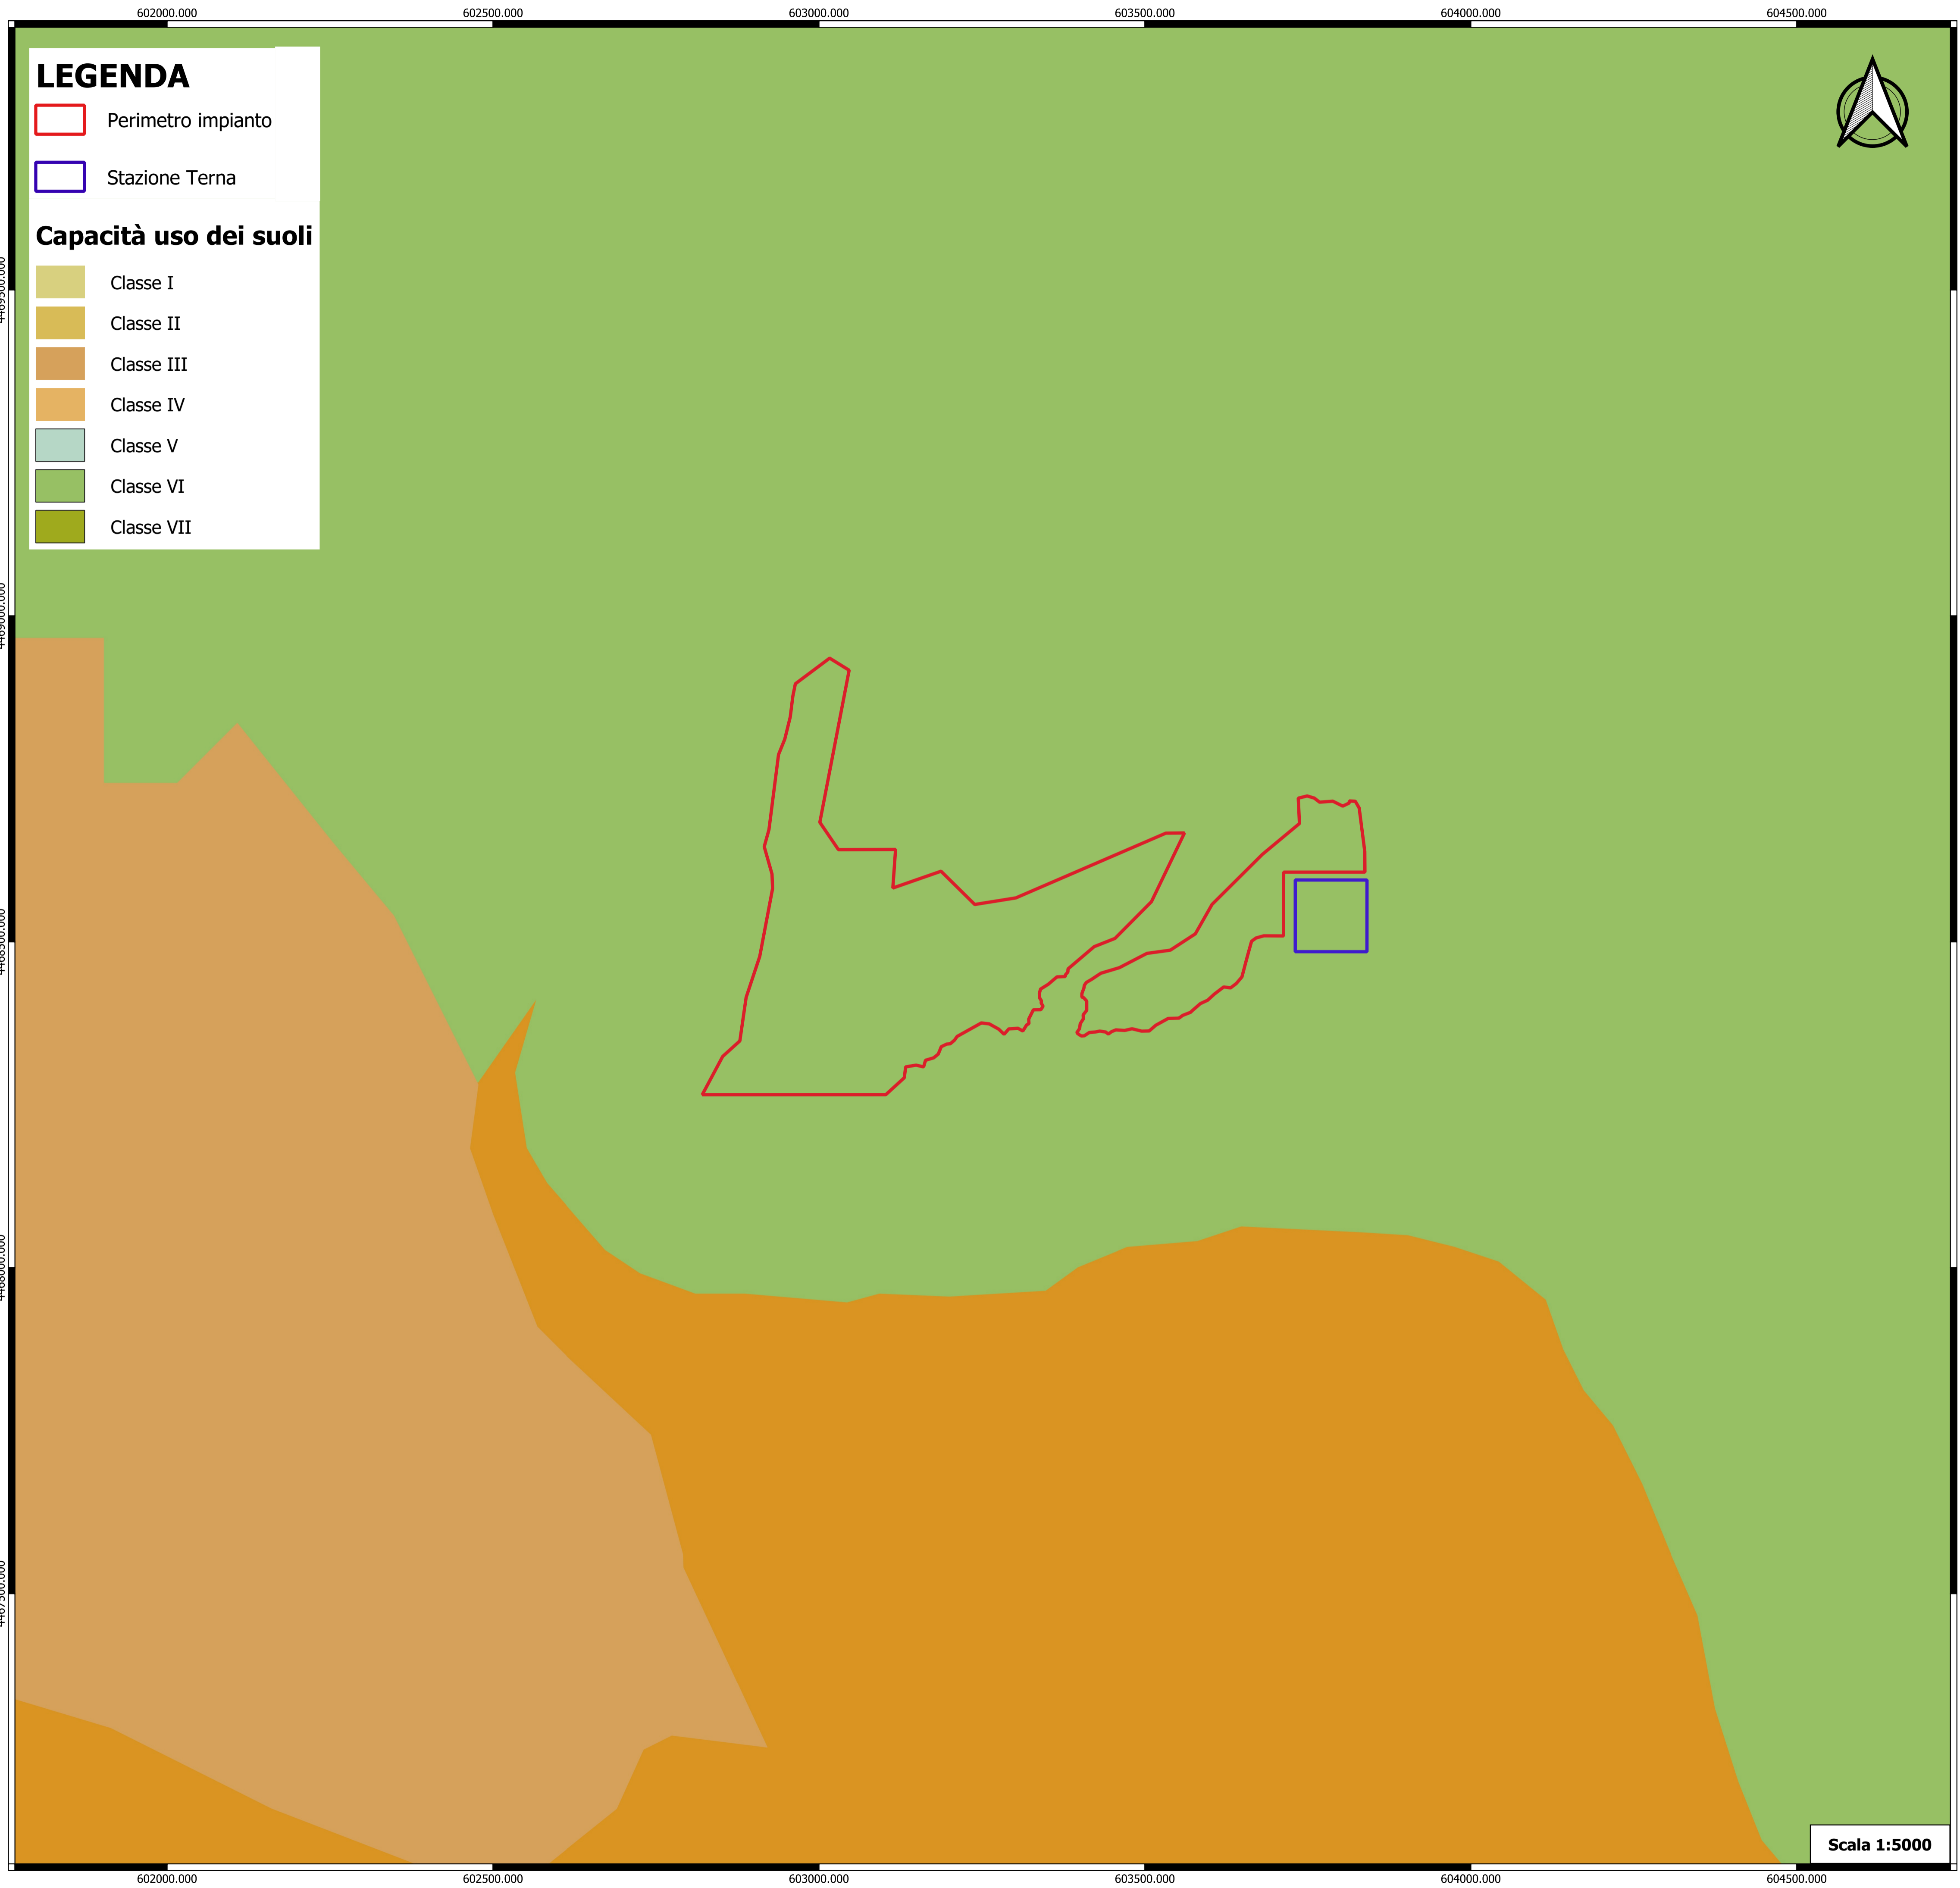 602000.000 602500.000 603000.000 603500.000 604000.000 604500.000
LEGENDA
Perimetro impianto
Stazione Terna
Capacità uso dei suoli
Classe I
Classe II
Classe III
Classe IV
Classe V
Classe VI
Classe VII
Scala 1:5000
602000.000 602500.000 603000.000 603500.000 604000.000 604500.000